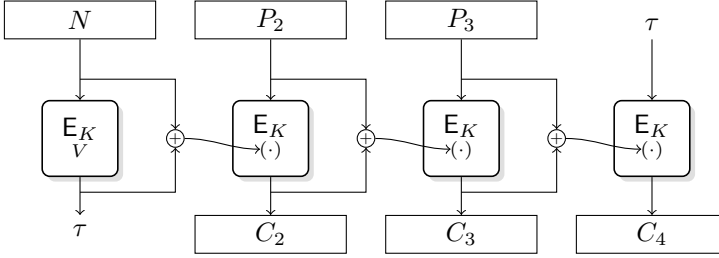 N P_2 P_3 τ
E_K E_K E_K E_K
V + (·) + (·) + (·)
τ C_2 C_3 C_4